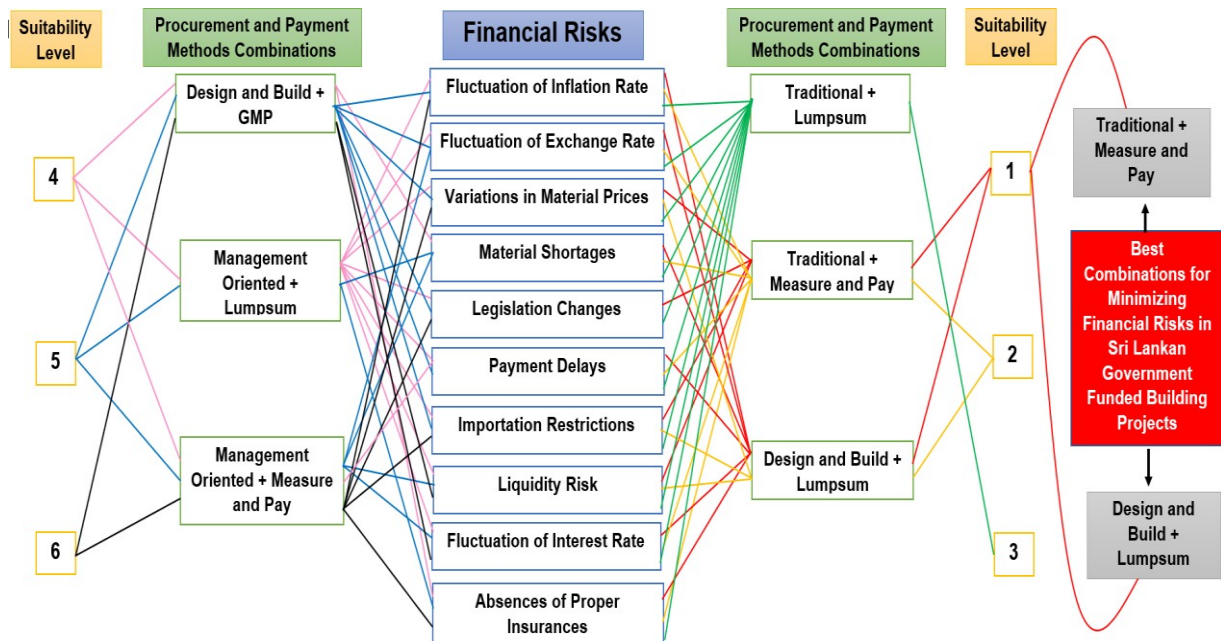 Suitability
Level
Procurement and Payment
Methods Combinations
Financial Risks
Procurement and Payment
Methods Combinations
Suitability
Level
Design and Build +
GMP
Management
Oriented +
Lumpsum
Management
Oriented + Measure
and Pay
4
5
6
Fluctuation of Inflation Rate
Fluctuation of Exchange Rate
Variations in Material Prices
Material Shortages
Legislation Changes
Payment Delays
Importation Restrictions
Liquidity Risk
Fluctuation of Interest Rate
Absences of Proper
Insurances
Traditional +
Lumpsum
Traditional +
Measure and Pay
Design and Build +
Lumpsum
1
2
3
Traditional +
Measure and
Pay
Best
Combinations for
Minimizing
Financial Risks in
Sri Lankan
Government
Funded Building
Projects
Design and
Build +
Lumpsum